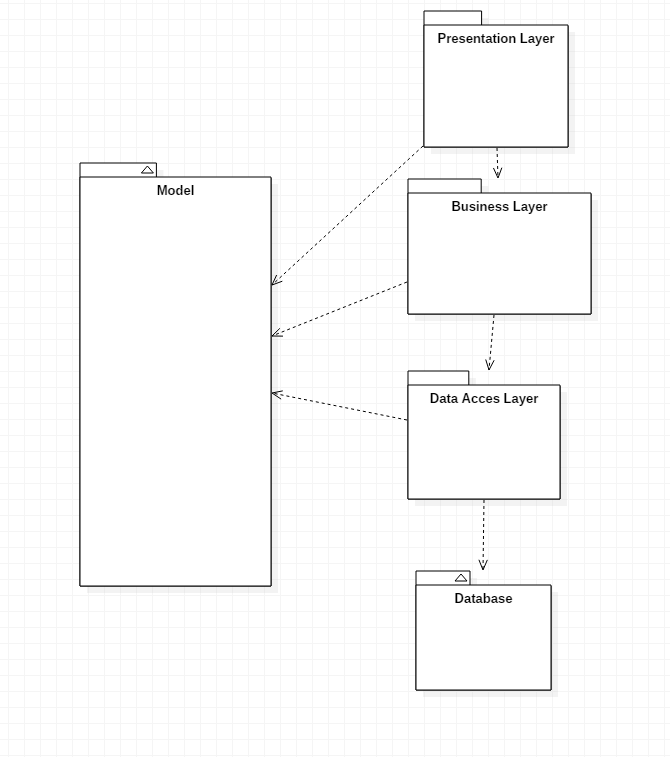 Presentation Layer
Model
Business Layer
Data Acces Layer
Database